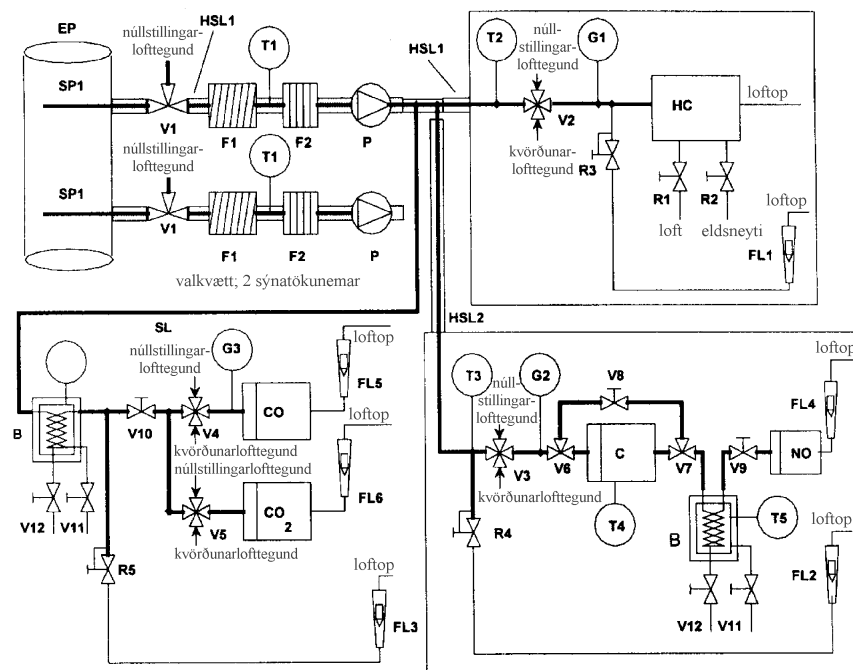 EP
núllstillingar-
lofttegund
HSL1
T1
SP1
V1
F1
F2
P
núllstillingar-
lofttegund
T1
SP1
V1
F1
F2
P
valkvætt; 2 sýnatökunemar
HSL1
T2
núll-
stillingar-
lofttegund
G1
V2
kvörðunar-
lofttegund
HC
loftop
R3
R1
R2
loft
eldsneyti
loftop
FL1
HSL2
SL
núllstillingar-
lofttegund
G3
loftop
FL5
B
V10
V4
CO
kvörðunarlofttegund
núllstillingarlofttegund
loftop
FL6
V12
V11
V5
CO
2
kvörðunarlofttegund
R5
loftop
FL3
T3
núll-
stillingar-
lofttegund
G2
V8
loftop
FL4
V3
V6
C
V7
V9
NO
kvörðunarlofttegund
R4
T4
B
T5
loftop
FL2
V12
V11